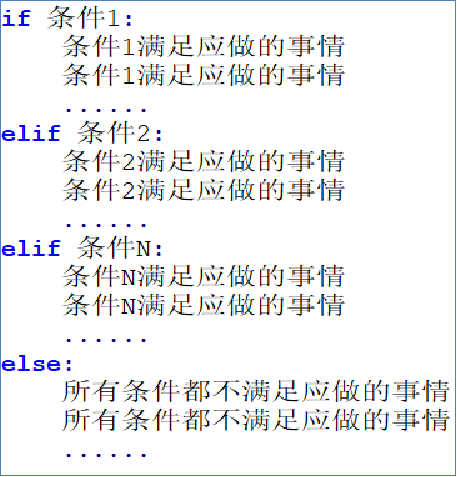 if 条件1:
条件1满足应做的事情
条件1满足应做的事情
......
elif 条件2:
条件2满足应做的事情
条件2满足应做的事情
......
elif 条件N:
条件N满足应做的事情
条件N满足应做的事情
......
else:
所有条件都不满足应做的事情
所有条件都不满足应做的事情
......